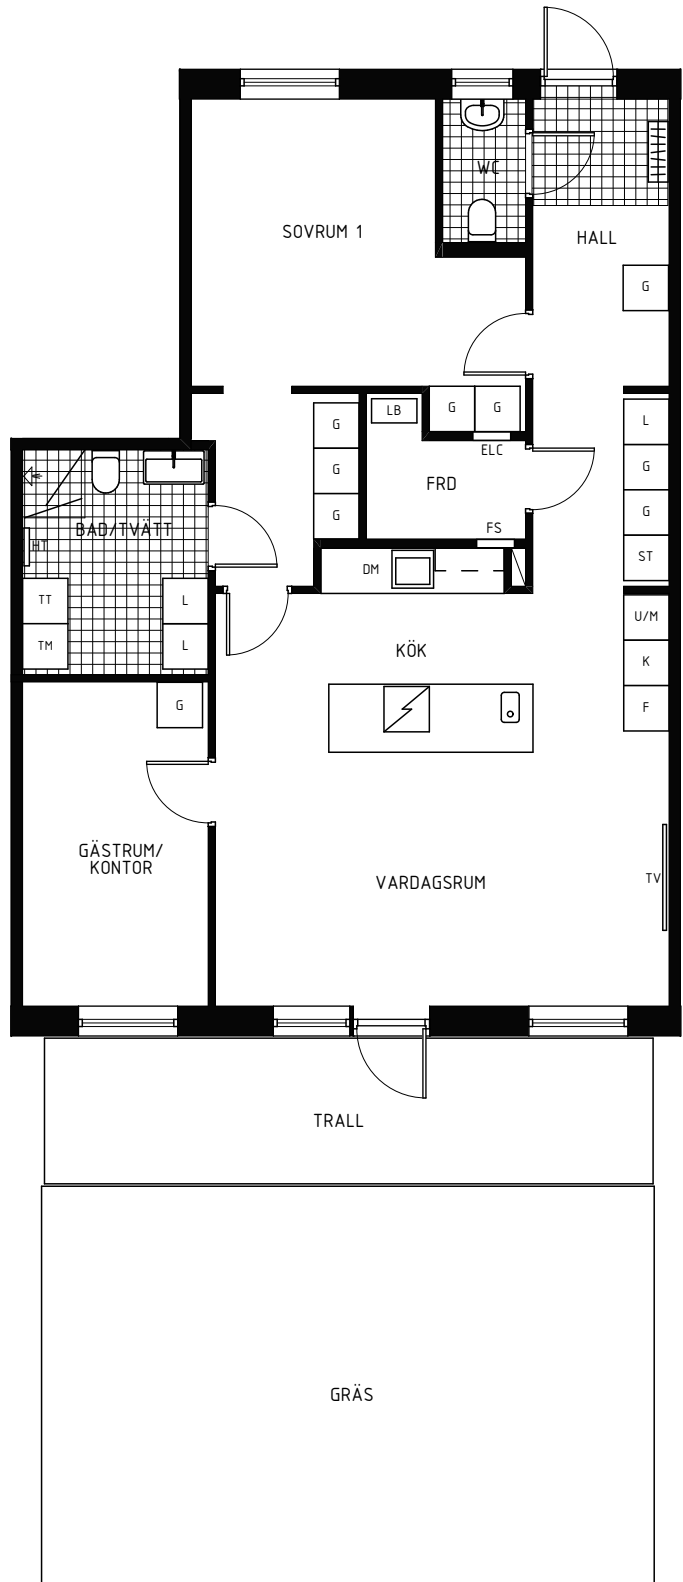 WC
SOVRUM 1
HALL
G
LB
G
G
L
G
ELC
G
G
FRD
G
G
FS
BAD/TVÄTT
HT
ST
DM
TT
L
U/M
TM
L
KÖK
K
G
F
GÄSTRUM/
KONTOR
VARDAGSRUM
TV
TRALL
GRÄS